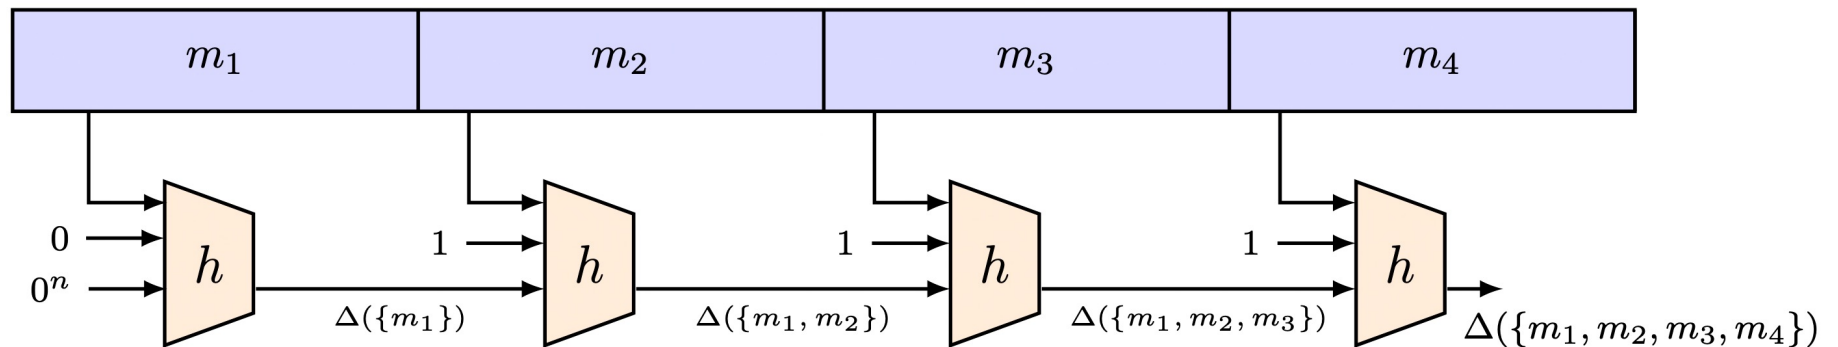 m₁ m₂ m₃ m₄
0 1 1 1
h h h h
0ⁿ
Δ({m₁}) Δ({m₁, m₂}) Δ({m₁, m₂, m₃}) Δ({m₁, m₂, m₃, m₄})